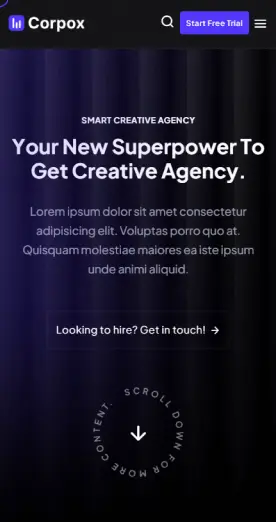 Corpox
Start Free Trial
SMART CREATIVE AGENCY
Your New Superpower To
Get Creative Agency.
Lorem ipsum dolor sit amet consectetur
adipisicing elit. Voluptas porro quo at.
Quisquam molestiae maiores ea iste ipsum
unde animi aliquid.
Looking to hire? Get in touch! →
SCROLL DOWN FOR MORE CONTENT.